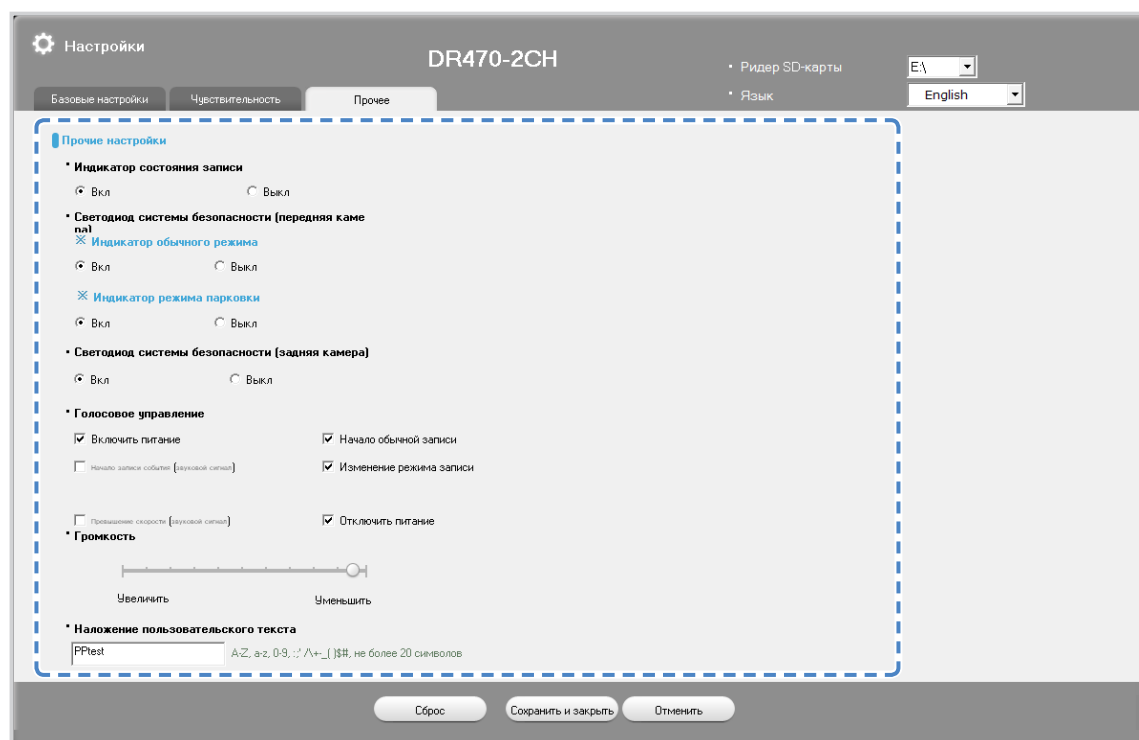 Настройки
DR470-2CH
• Ридер SD-карты
E:\
• Язык
English
Базовые настройки
Чувствительность
Прочее
Прочие настройки
• Индикатор состояния записи
Вкл
Выкл
• Светодиод системы безопасности (передняя каме
ра)
※ Индикатор обычного режима
Вкл
Выкл
※ Индикатор режима парковки
Вкл
Выкл
• Светодиод системы безопасности (задняя камера)
Вкл
Выкл
• Голосовое управление
Включить питание
Начало обычной записи
Начало записи события (звуковой сигнал)
Изменение режима записи
Превышение скорости (звуковой сигнал)
Отключить питание
• Громкость
Увеличить
Уменьшить
• Наложение пользовательского текста
PPtest
A-Z, a-z, 0-9, :;' /\+-_( )$#, не более 20 символов
Сброс
Сохранить и закрыть
Отменить